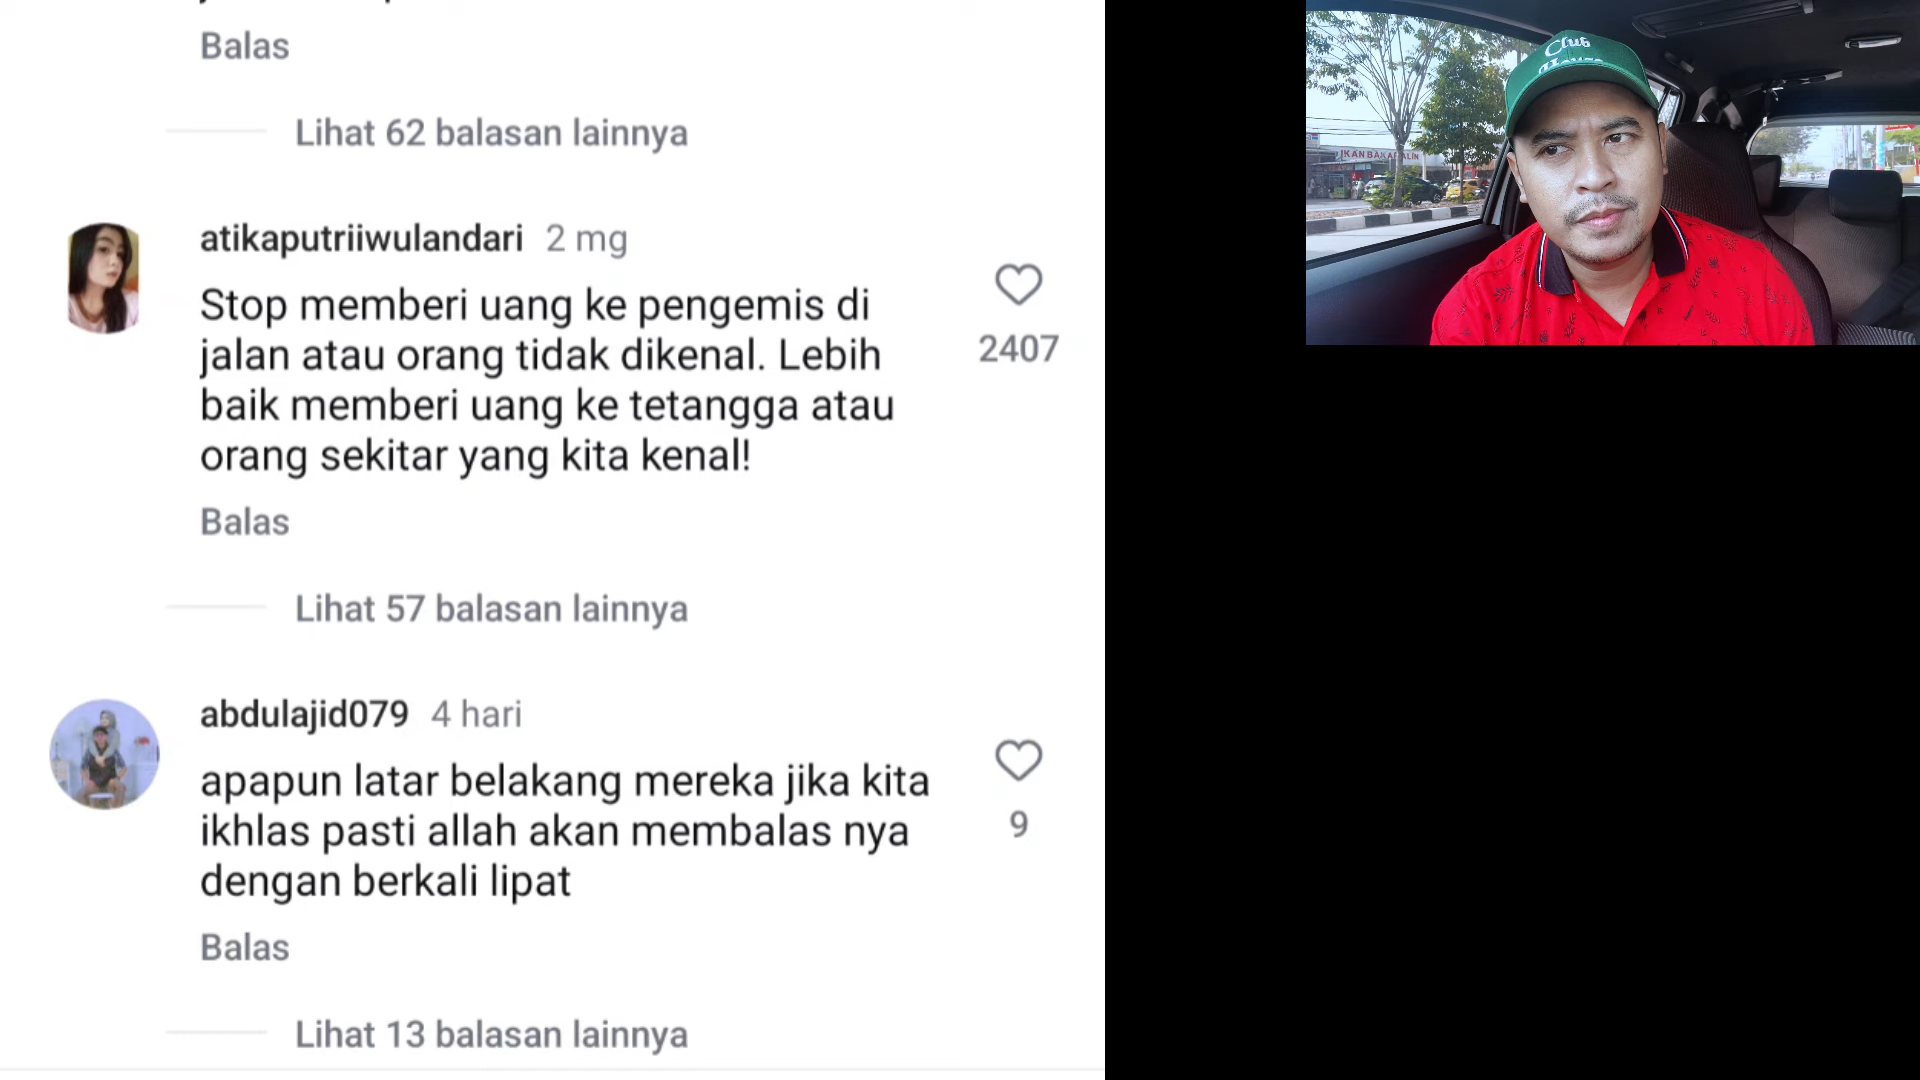 Balas
Lihat 62 balasan lainnya
atikaputriiwulandari 2 mg
Stop memberi uang ke pengemis di
jalan atau orang tidak dikenal. Lebih
baik memberi uang ke tetangga atau
orang sekitar yang kita kenal!
2407
Balas
Lihat 57 balasan lainnya
abdulajid079 4 hari
apapun latar belakang mereka jika kita
ikhlas pasti allah akan membalas nya
dengan berkali lipat
9
Balas
Lihat 13 balasan lainnya
Club
IKAN BAKAR